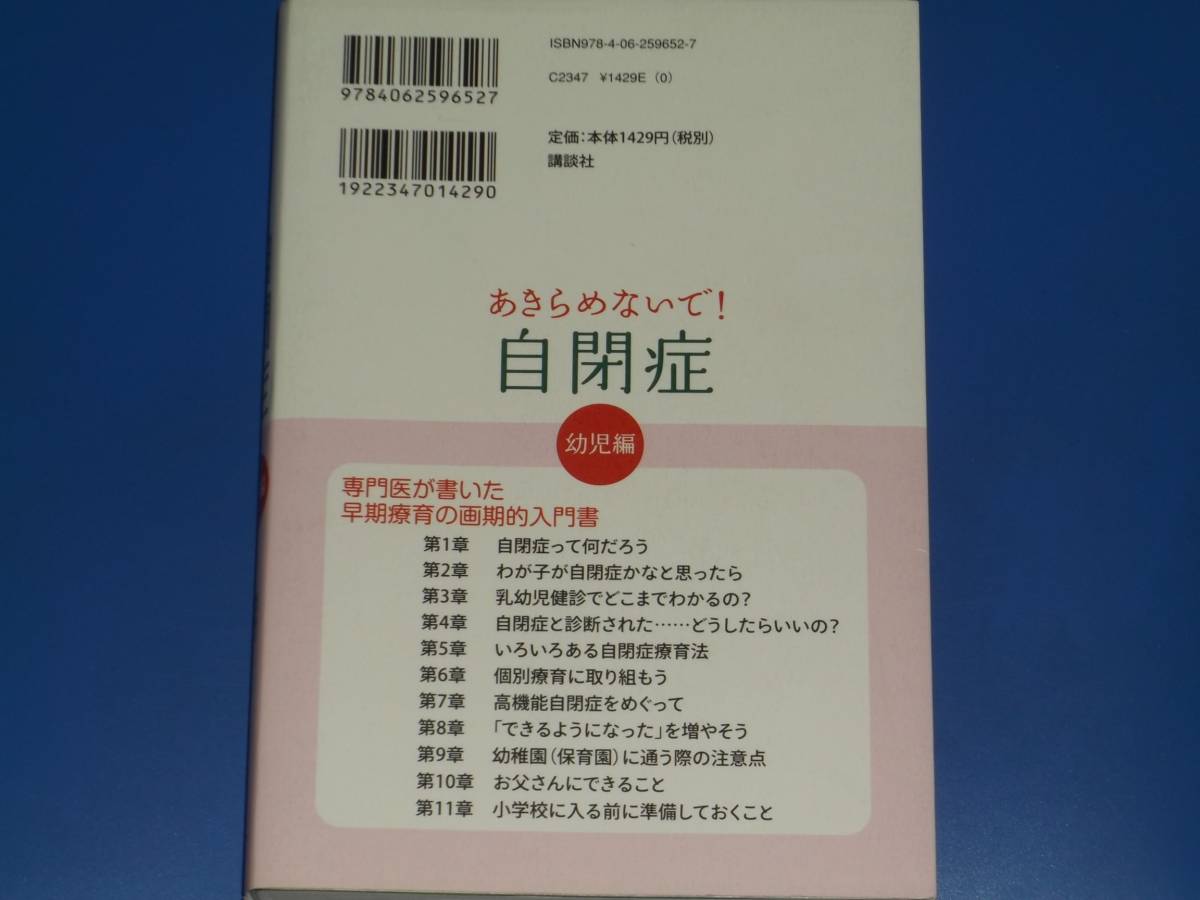 ISBN978-4-06-259652-7
C2347 ¥1429E (0)
9784062596527
定価：本体1429円（税別）
講談社
1922347014290
あきらめないで！
自閉症
幼児編
専門医が書いた
早期療育の画期的入門書
第1章 自閉症って何だろう
第2章 わが子が自閉症かなと思ったら
第3章 乳幼児健診でどこまでわかるの？
第4章 自閉症と診断された……どうしたらいいの？
第5章 いろいろある自閉症療育法
第6章 個別療育に取り組もう
第7章 高機能自閉症をめぐって
第8章 「できるようになった」を増やそう
第9章 幼稚園（保育園）に通う際の注意点
第10章 お父さんにできること
第11章 小学校に入る前に準備しておくこと